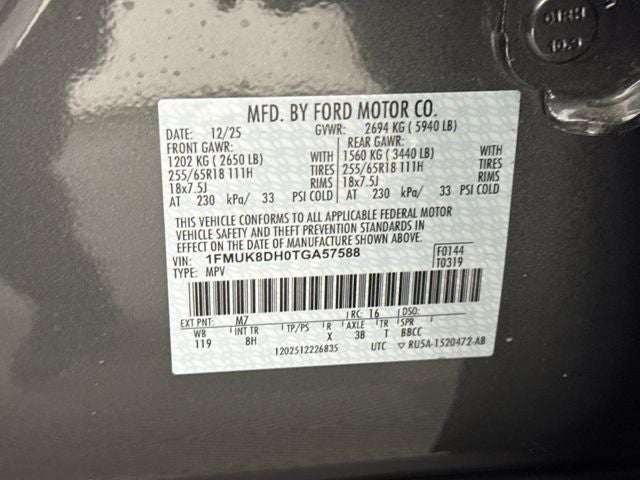 MFD. BY FORD MOTOR CO.
DATE: 12/25 GVWR: 2694 KG ( 5940 LB)
FRONT GAWR: REAR GAWR:
1202 KG ( 2650 LB) WITH 1560 KG ( 3440 LB) WITH
255/65R18 111H TIRES 255/65R18 111H TIRES
18x7.5J RIMS 18x7.5J RIMS
AT 230 kPa/ 33 PSI COLD AT 230 kPa/ 33 PSI COLD
THIS VEHICLE CONFORMS TO ALL APPLICABLE FEDERAL MOTOR
VEHICLE SAFETY AND THEFT PREVENTION STANDARDS IN EFFECT
ON THE DATE OF MANUFACTURE SHOWN ABOVE.
VIN: 1FMUK8DH0TGA57588 F0144
TYPE: MPV T0319
EXT PNT: M7 RC: 16 DSO:
WB INT TR TP/PS R AXLE TR SPR
119 8H X 3B T BBCC
1202512226835 UTC ▽ RU5A-1520472-AB